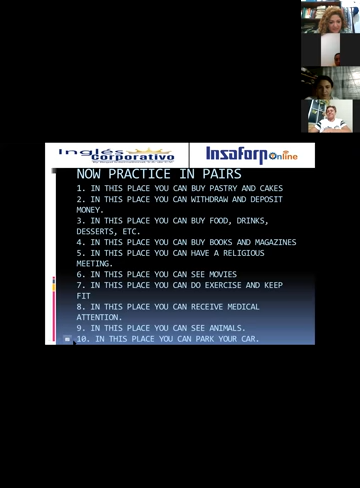 Inglés
Corporativo
Insaforp Online
NOW PRACTICE IN PAIRS
1. IN THIS PLACE YOU CAN BUY PASTRY AND CAKES
2. IN THIS PLACE YOU CAN WITHDRAW AND DEPOSIT
MONEY.
3. IN THIS PLACE YOU CAN BUY FOOD, DRINKS,
DESSERTS, ETC.
4. IN THIS PLACE YOU CAN BUY BOOKS AND MAGAZINES
5. IN THIS PLACE YOU CAN HAVE A RELIGIOUS
MEETING.
6. IN THIS PLACE YOU CAN SEE MOVIES
7. IN THIS PLACE YOU CAN DO EXERCISE AND KEEP
FIT
8. IN THIS PLACE YOU CAN RECEIVE MEDICAL
ATTENTION.
9. IN THIS PLACE YOU CAN SEE ANIMALS.
10. IN THIS PLACE YOU CAN PARK YOUR CAR.